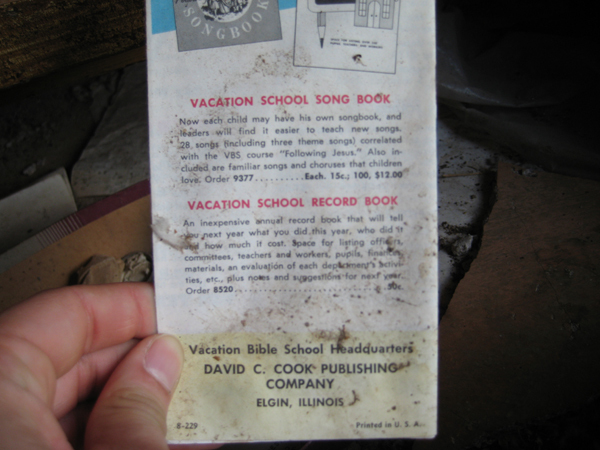 SONGBOOK
VACATION SCHOOL SONG BOOK
Now each child may have his own songbook, and
leaders will find it easier to teach new songs.
28 songs (including three theme songs) correlated
with the VBS course "Following Jesus." Also in-
cluded are familiar songs and choruses that children
love. Order 9377..........Each. 15c.; 100, $12.00
VACATION SCHOOL RECORD BOOK
An inexpensive annual record book that will tell
you next year what you did this year, who did it
and how much it cost. Space for listing officers,
committees, teachers and workers, pupils, finances,
materials, an evaluation of each department's activi-
ties, etc., plus notes and suggestions for next year.
Order 8520..............................30c.
Vacation Bible School Headquarters
DAVID C. COOK PUBLISHING
COMPANY
ELGIN, ILLINOIS
8-229 Printed in U. S. A.